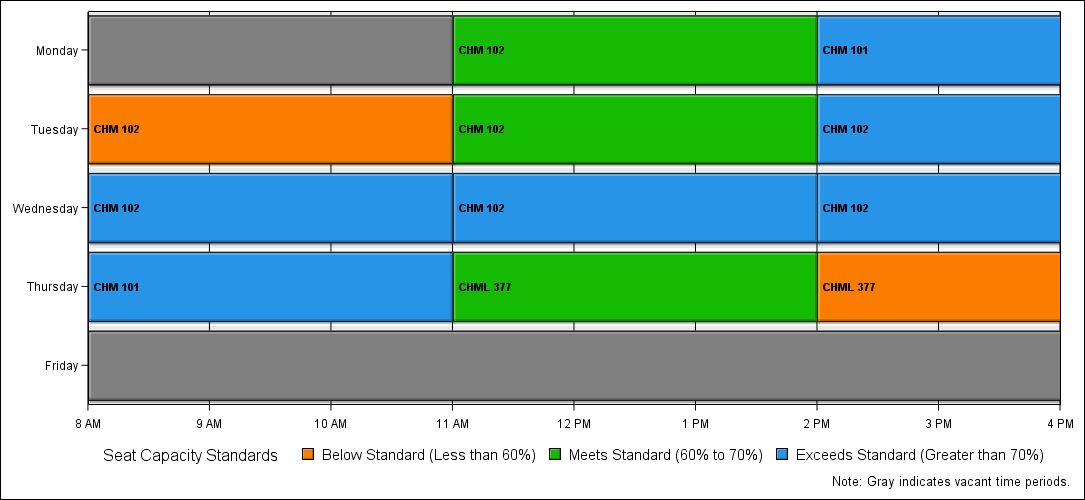 Monday CHM 102 CHM 101
Tuesday CHM 102 CHM 102 CHM 102
Wednesday CHM 102 CHM 102 CHM 102
Thursday CHM 101 CHML 377 CHML 377
Friday
8 AM 9 AM 10 AM 11 AM 12 PM 1 PM 2 PM 3 PM 4 PM
Seat Capacity Standards Below Standard (Less than 60%) Meets Standard (60% to 70%) Exceeds Standard (Greater than 70%)
Note: Gray indicates vacant time periods.